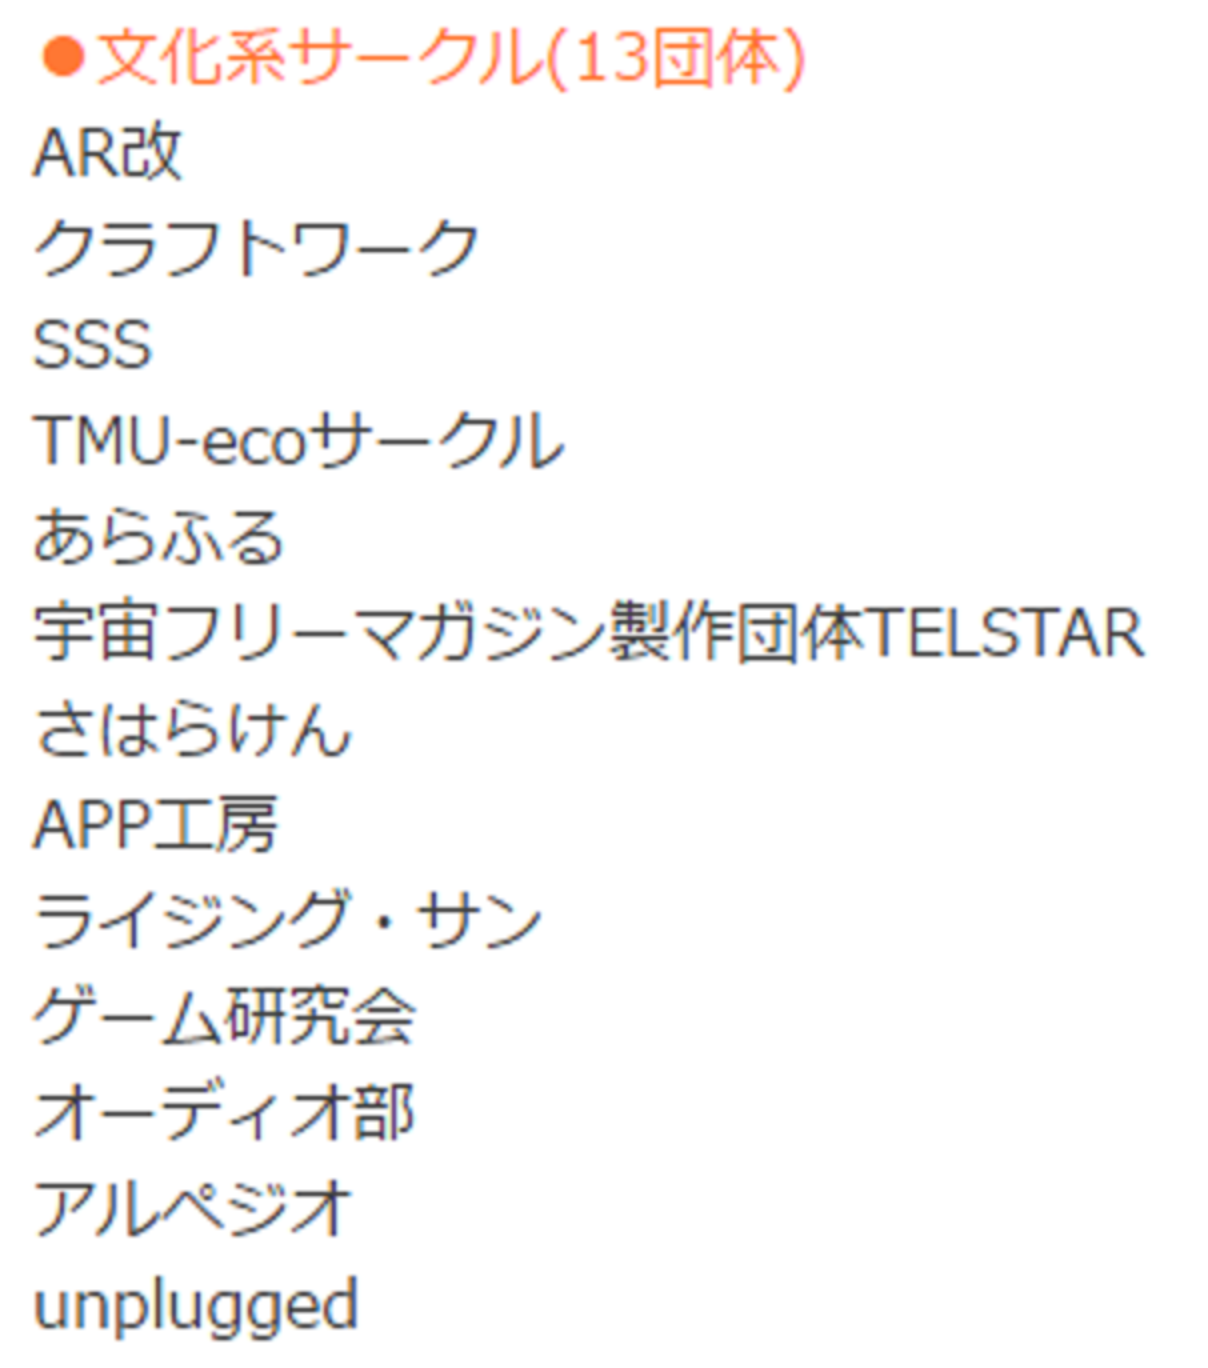 ●文化系サークル(13団体)
AR改
クラフトワーク
SSS
TMU-ecoサークル
あらふる
宇宙フリーマガジン製作団体TELSTAR
さはらけん
APP工房
ライジング・サン
ゲーム研究会
オーディオ部
アルペジオ
unplugged